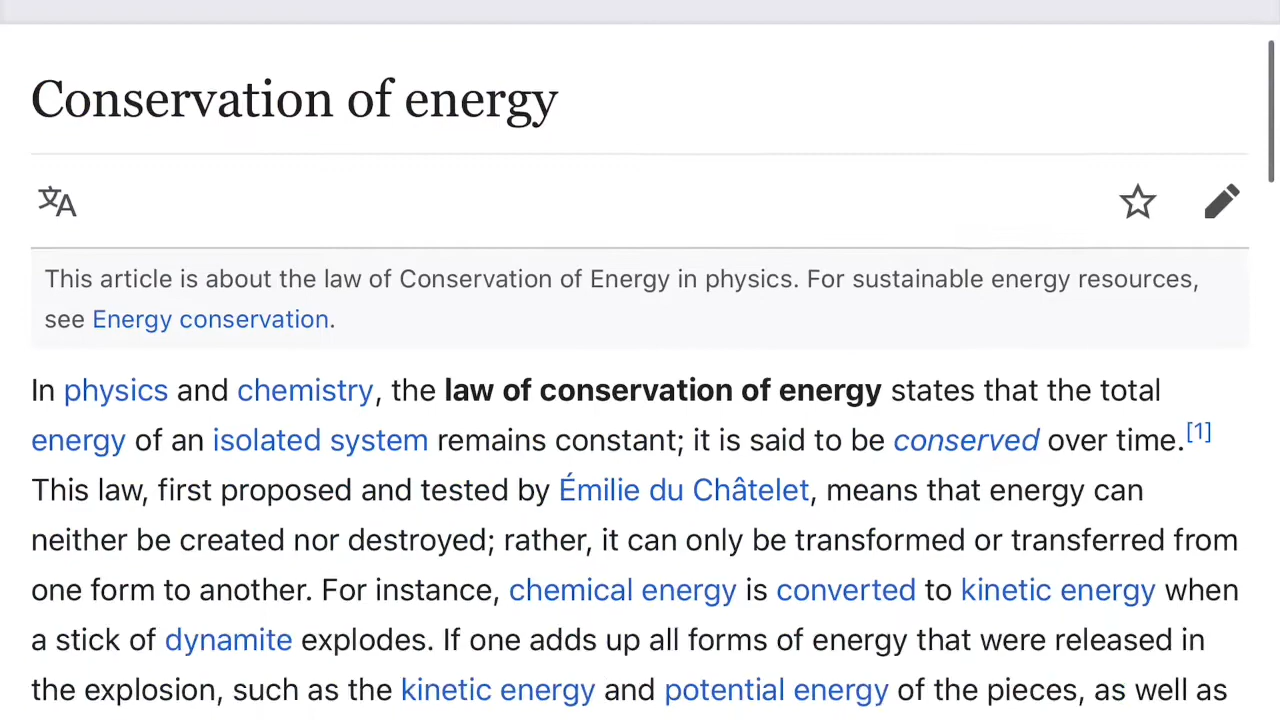 Conservation of energy
This article is about the law of Conservation of Energy in physics. For sustainable energy resources,
see Energy conservation.
In physics and chemistry, the law of conservation of energy states that the total
energy of an isolated system remains constant; it is said to be conserved over time.[1]
This law, first proposed and tested by Émilie du Châtelet, means that energy can
neither be created nor destroyed; rather, it can only be transformed or transferred from
one form to another. For instance, chemical energy is converted to kinetic energy when
a stick of dynamite explodes. If one adds up all forms of energy that were released in
the explosion, such as the kinetic energy and potential energy of the pieces, as well as